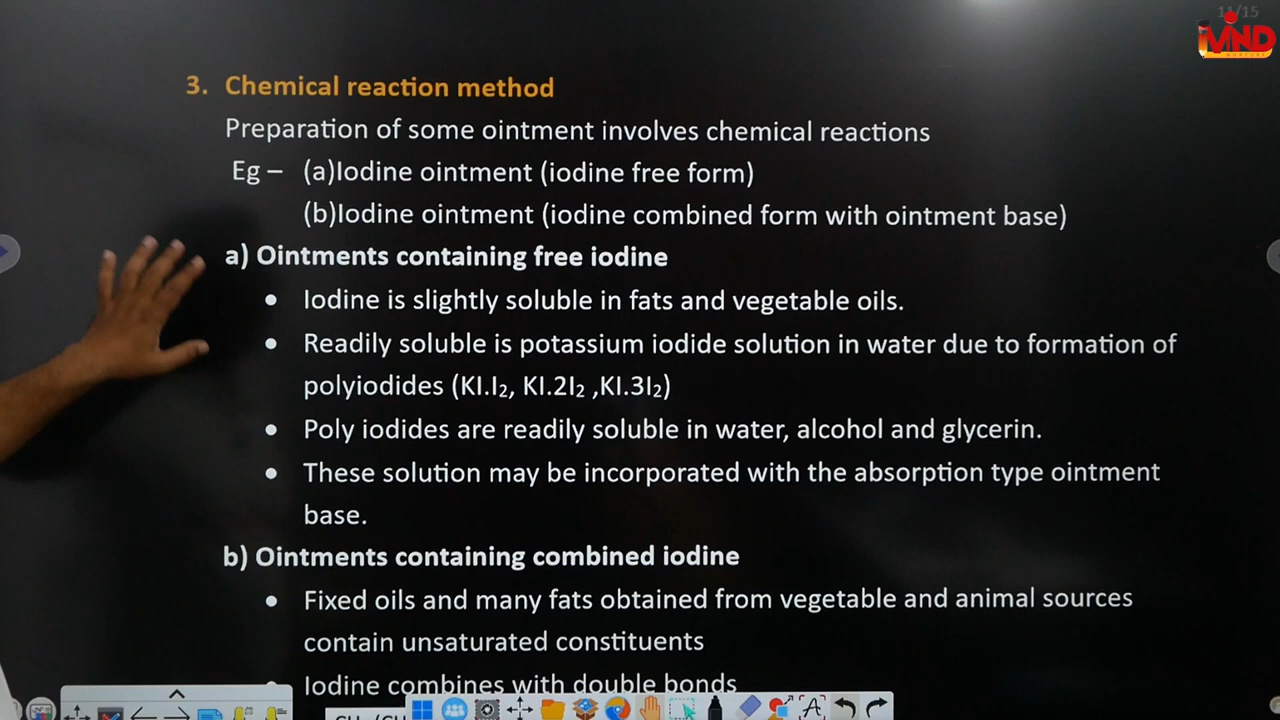 11/15
iVMND
3. Chemical reaction method
Preparation of some ointment involves chemical reactions
Eg – (a)Iodine ointment (iodine free form)
(b)Iodine ointment (iodine combined form with ointment base)
a) Ointments containing free iodine
• Iodine is slightly soluble in fats and vegetable oils.
• Readily soluble is potassium iodide solution in water due to formation of
polyiodides (KI.I₂, KI.2I₂ ,KI.3I₂)
• Poly iodides are readily soluble in water, alcohol and glycerin.
• These solution may be incorporated with the absorption type ointment
base.
b) Ointments containing combined iodine
• Fixed oils and many fats obtained from vegetable and animal sources
contain unsaturated constituents
• Iodine combines with double bonds